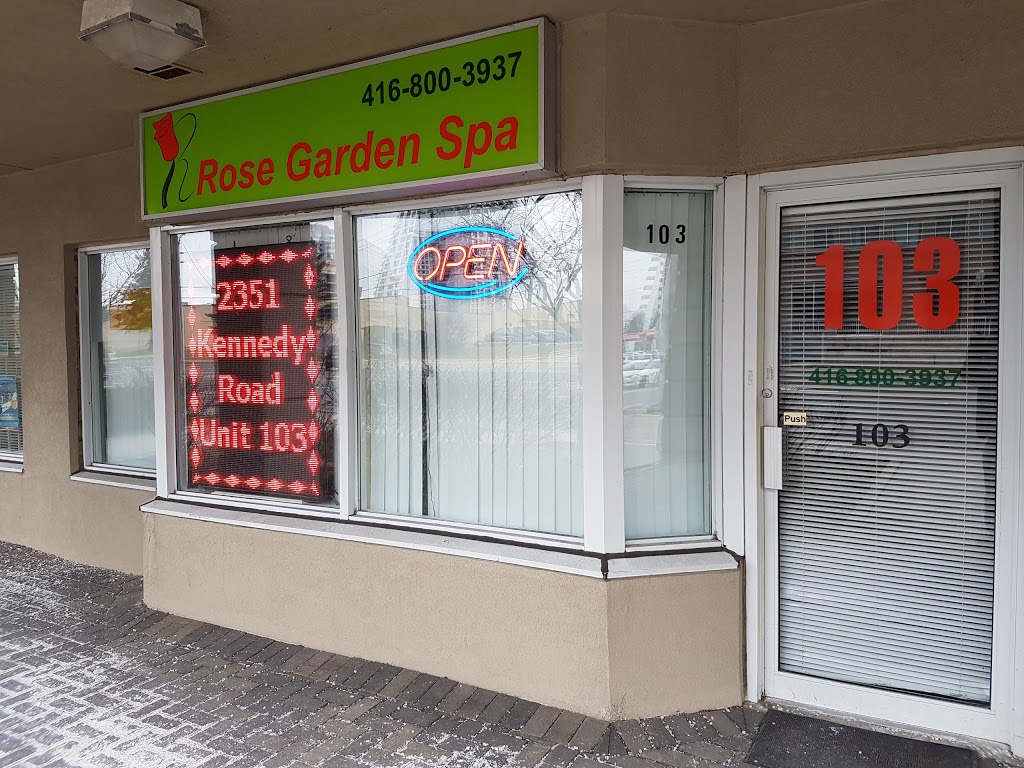 416-800-3937
Rose Garden Spa
OPEN
2351
Kennedy
Road
Unit 103
103
103
416-800-3937
Push
103